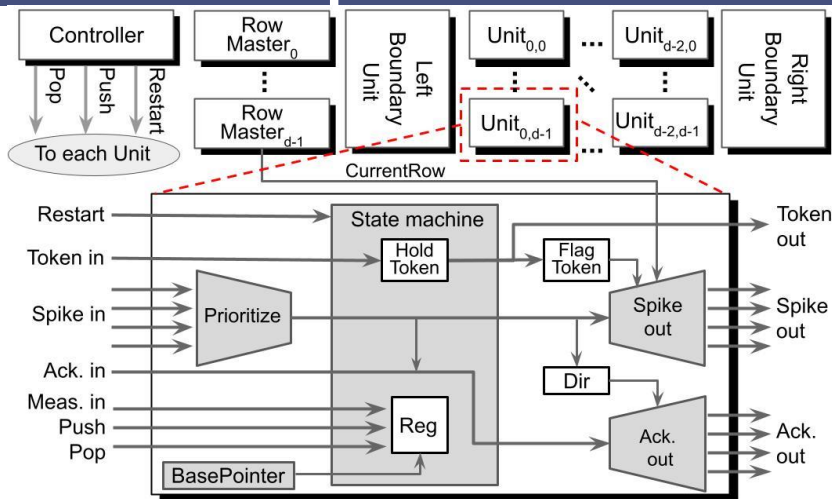 Controller
Pop
Push
Restart
To each Unit
Row
Master0
Row
Masterd-1
Left
Boundary
Unit
Unit0,0
Unitd-2,0
Unit0,d-1
Unitd-2,d-1
Right
Boundary
Unit
CurrentRow
Restart
Token in
Spike in
Ack. in
Meas. in
Push
Pop
State machine
Hold
Token
Flag
Token
Prioritize
Spike
out
Dir
Reg
Ack.
out
BasePointer
Token
out
Spike
out
Ack.
out